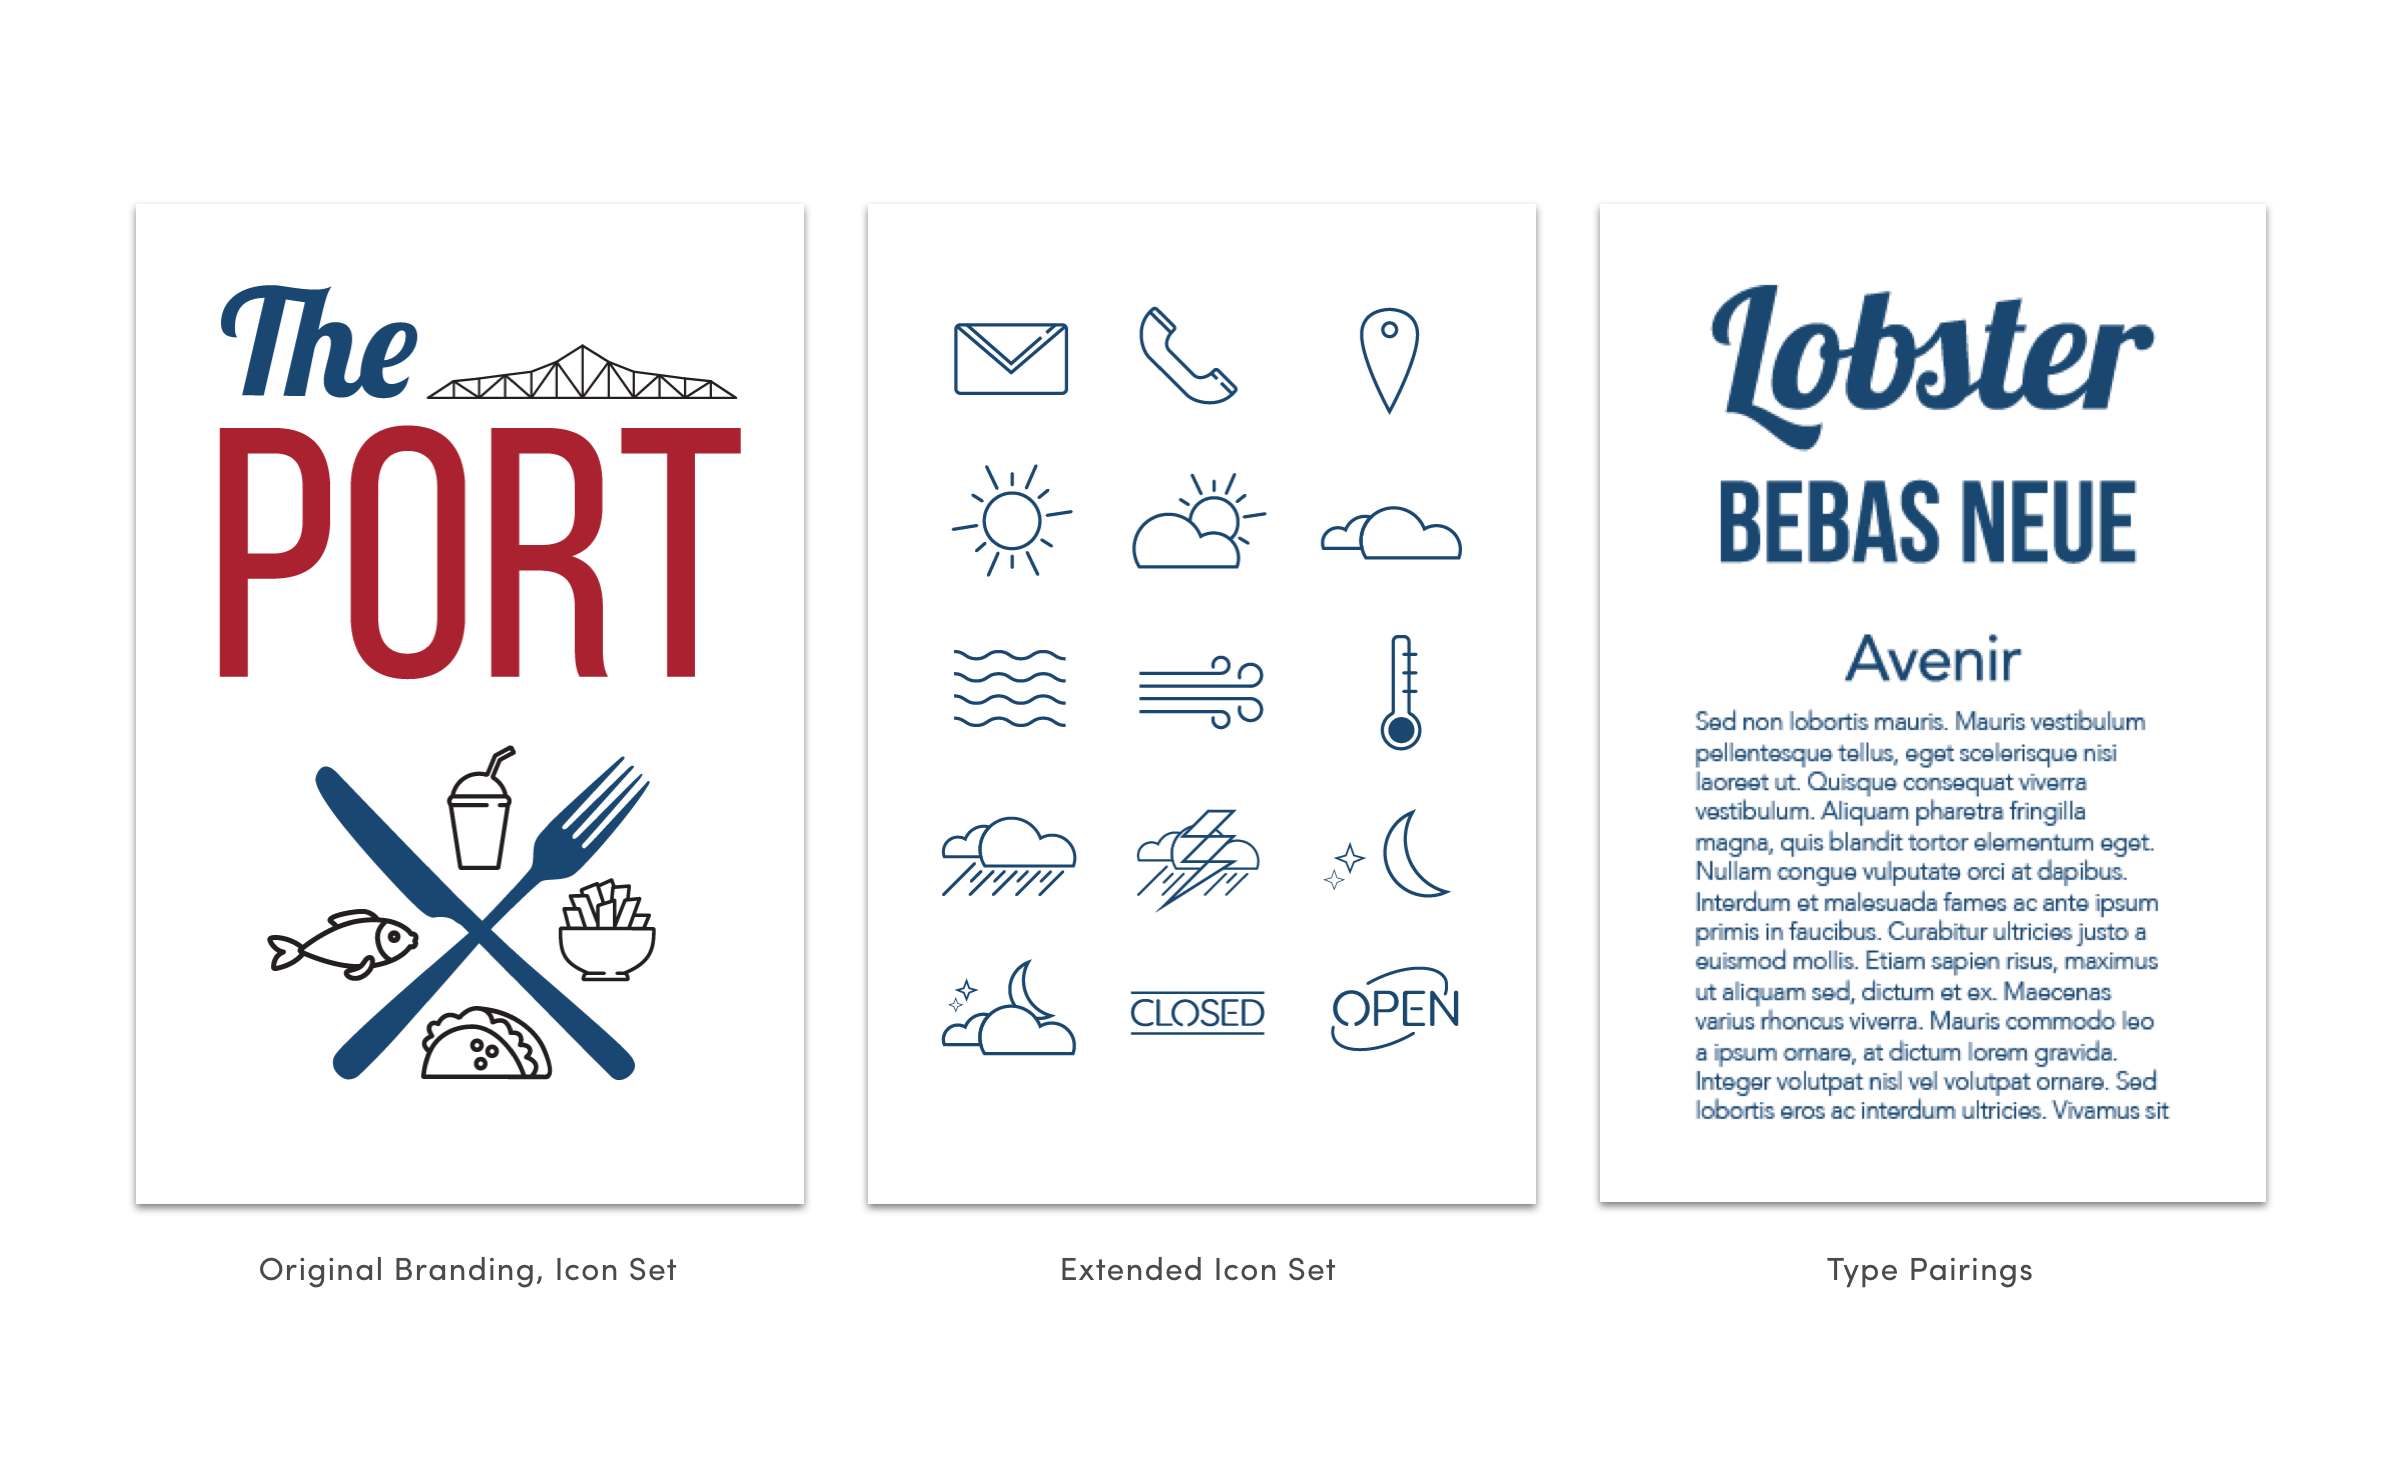 The
PORT
CLOSED
OPEN
Lobster
BEBAS NEUE
Avenir
Sed non lobortis mauris. Mauris vestibulum
pellentesque tellus, eget scelerisque nisi
laoreet ut. Quisque consequat viverra
vestibulum. Aliquam pharetra fringilla
magna, quis blandit tortor elementum eget.
Nullam congue vulputate orci at dapibus.
Interdum et malesuada fames ac ante ipsum
primis in faucibus. Curabitur ultricies justo a
euismod mollis. Etiam sapien risus, maximus
ut aliquam sed, dictum et ex. Maecenas
varius rhoncus viverra. Mauris commodo leo
a ipsum ornare, at dictum lorem gravida.
Integer volutpat nisl vel volutpat ornare. Sed
lobortis eros ac interdum ultricies. Vivamus sit
Original Branding, Icon Set
Extended Icon Set
Type Pairings